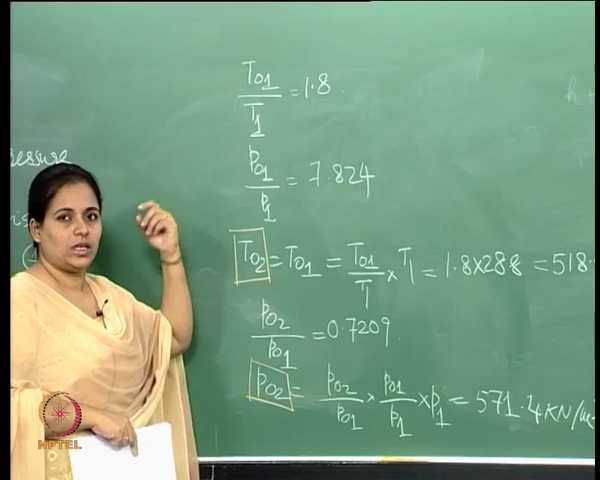 T01/T1 = 1.8
p01/p1 = 7.824
T02 = T01 = T01/T1 × T1 = 1.8×288 = 518.
p02/p01 = 0.7209
p02 = p02/p01 × p01/p1 × p1 = 571.4 KN/m
essure
NPTEL